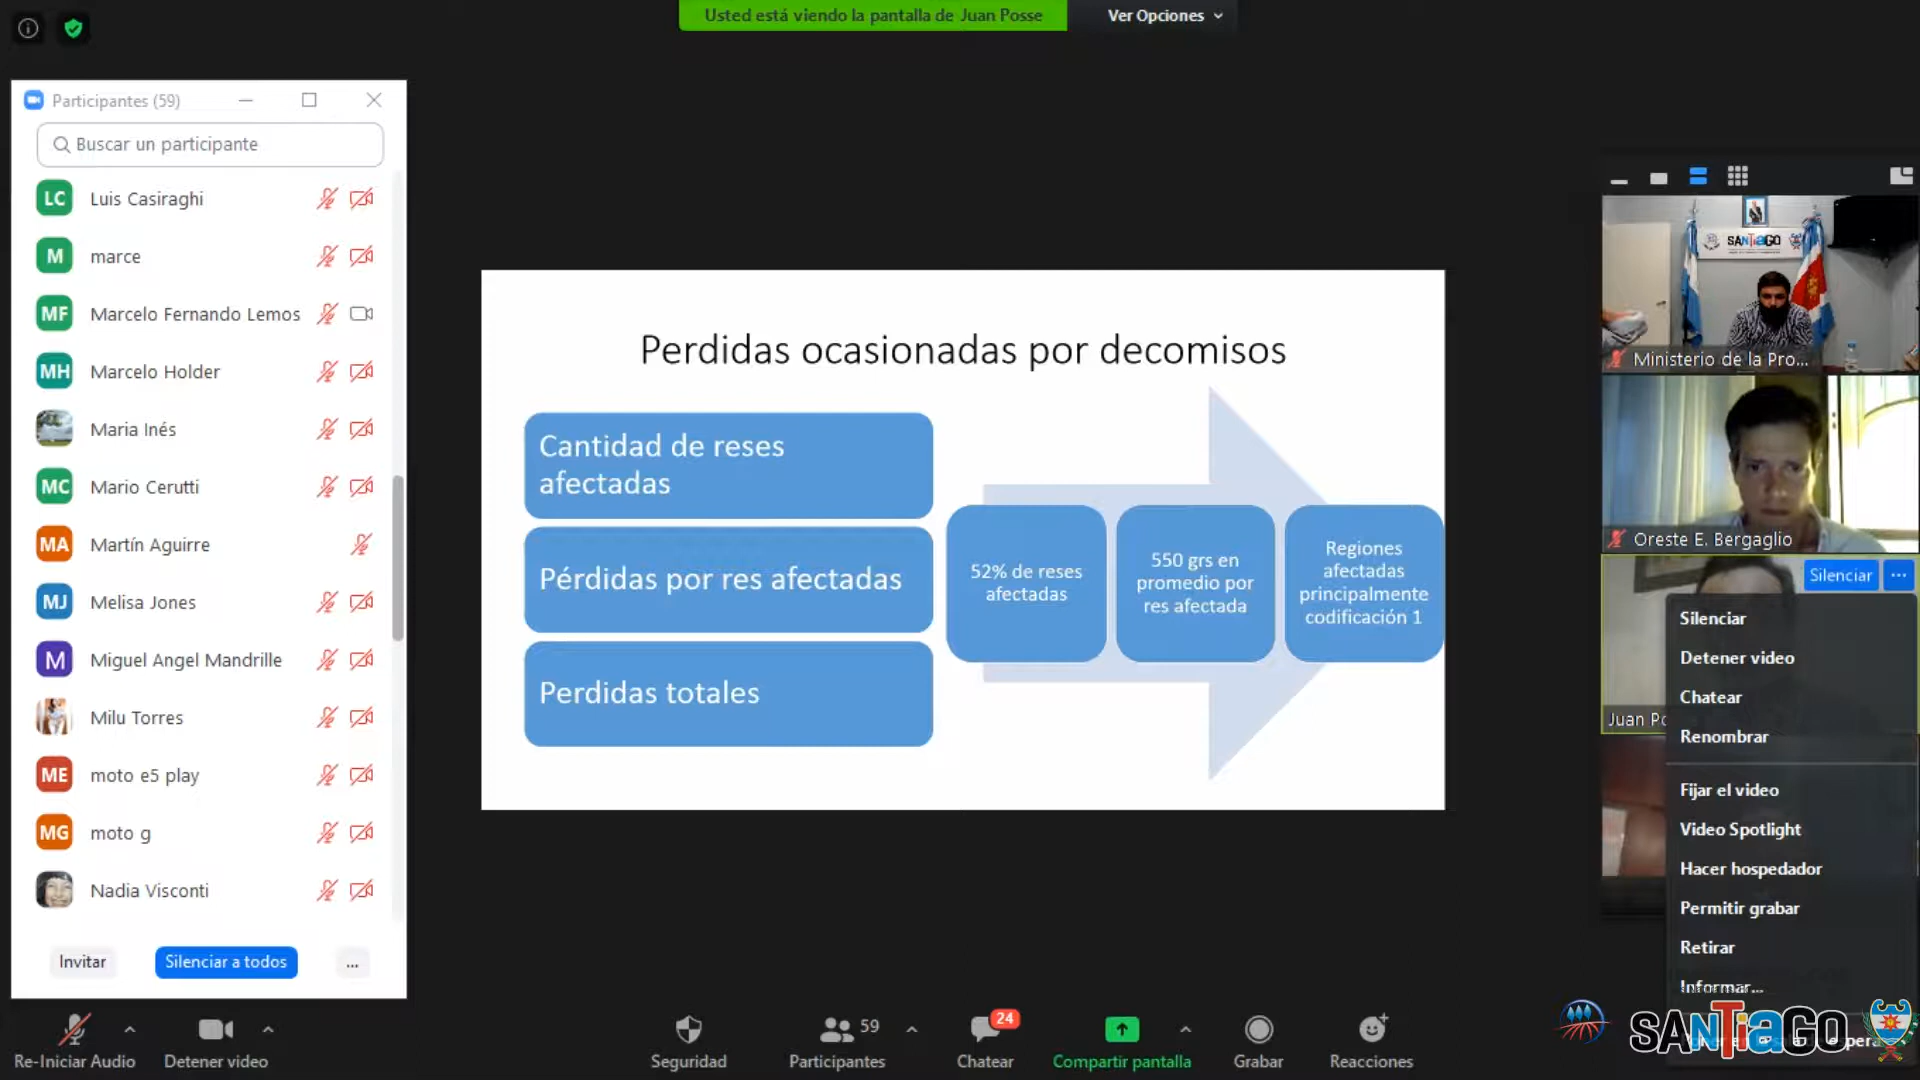 Usted está viendo la pantalla de Juan Posse
Ver Opciones
Participantes (59)
Buscar un participante
LC Luis Casiraghi
M marce
MF Marcelo Fernando Lemos
MH Marcelo Holder
Maria Inés
MC Mario Cerutti
MA Martín Aguirre
MJ Melisa Jones
M Miguel Angel Mandrille
Milu Torres
ME moto e5 play
MG moto g
Nadia Visconti
Invitar
Silenciar a todos
...
Perdidas ocasionadas por decomisos
Cantidad de reses
afectadas
Pérdidas por res afectadas
Perdidas totales
52% de reses
afectadas
550 grs en
promedio por
res afectada
Regiones
afectadas
principalmente
codificación 1
SANTIAGO
Ministerio de la Pro...
Oreste E. Bergaglio
Silenciar
...
Juan Po
Silenciar
Detener video
Chatear
Renombrar
Fijar el video
Video Spotlight
Hacer hospedador
Permitir grabar
Retirar
Informar...
SANTIAGO
Re-Iniciar Audio
Detener video
Seguridad
59
Participantes
24
Chatear
Compartir pantalla
Grabar
Reacciones